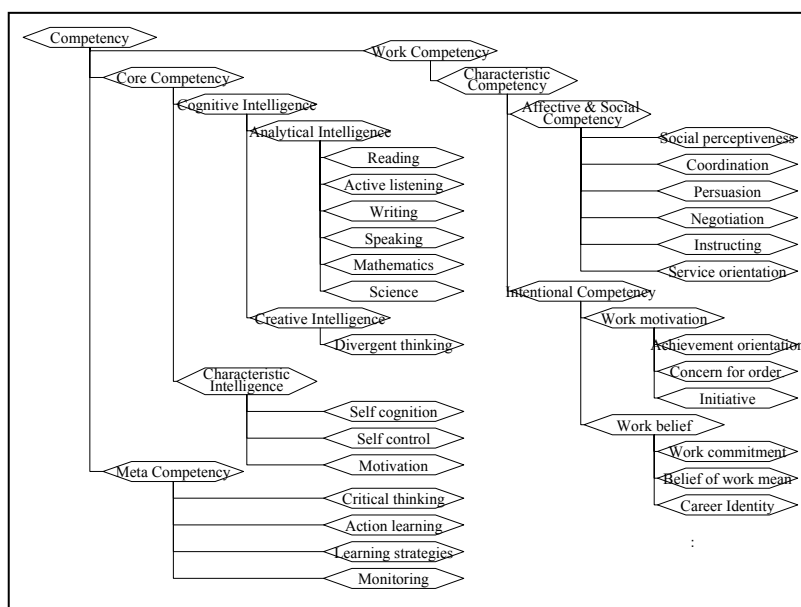 Competency
Core Competency
Cognitive Intelligence
Analytical Intelligence
Reading
Active listening
Writing
Speaking
Mathematics
Science
Creative Intelligence
Divergent thinking
Characteristic
Intelligence
Self cognition
Self control
Motivation
Meta Competency
Critical thinking
Action learning
Learning strategies
Monitoring
Work Competency
Characteristic
Competency
Affective & Social
Competency
Social perceptiveness
Coordination
Persuasion
Negotiation
Instructing
Service orientation
Intentional Competency
Work motivation
Achievement orientation
Concern for order
Initiative
Work belief
Work commitment
Belief of work mean
Career Identity
: